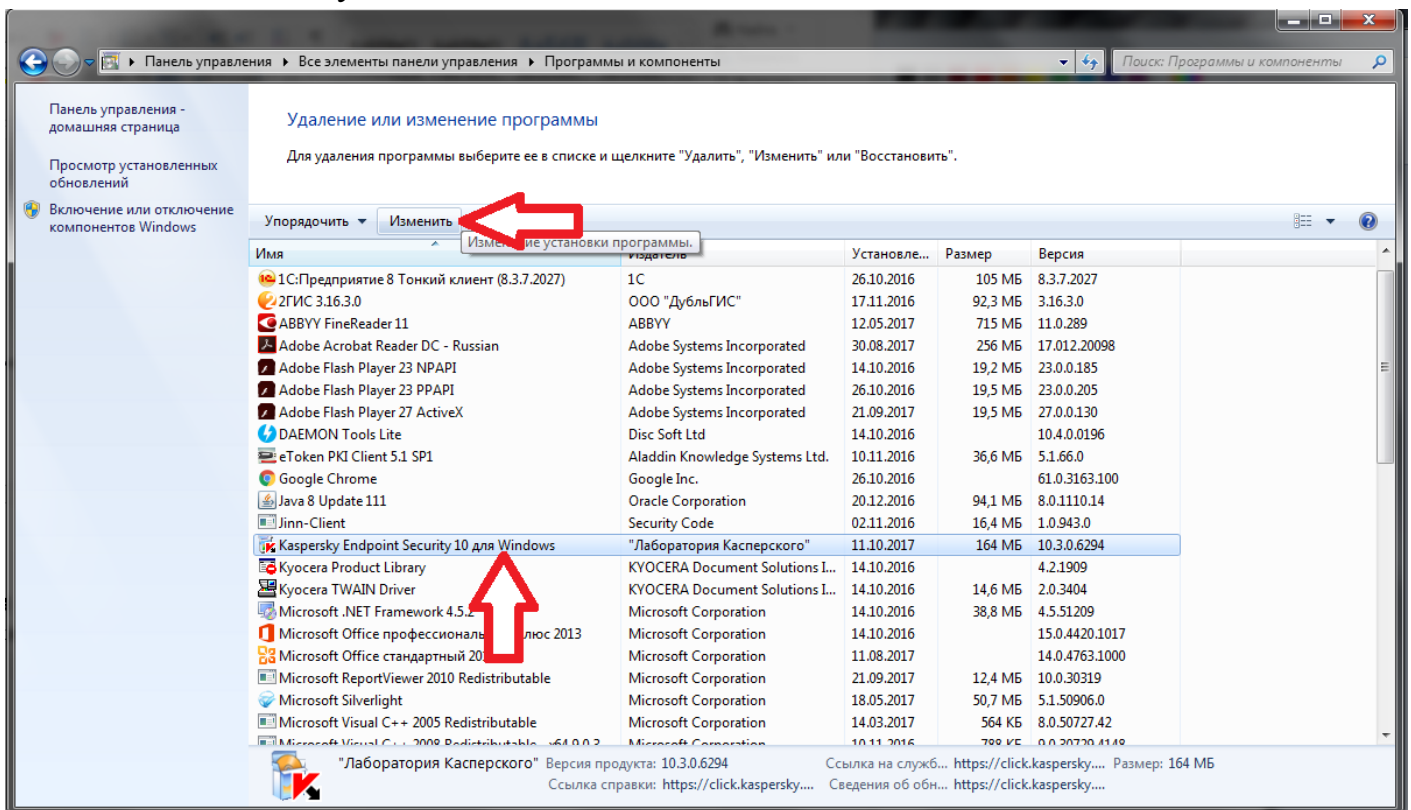 Панель управления ▸ Все элементы панели управления ▸ Программы и компоненты
Поиск: Программы и компоненты
Панель управления -
домашняя страница
Просмотр установленных
обновлений
Включение или отключение
компонентов Windows
Удаление или изменение программы
Для удаления программы выберите ее в списке и щелкните "Удалить", "Изменить" или "Восстановить".
Упорядочить Изменить
установки программы.
Имя Издатель Установле... Размер Версия
1С:Предприятие 8 Тонкий клиент (8.3.7.2027) 1С 26.10.2016 105 МБ 8.3.7.2027
2ГИС 3.16.3.0 ООО "ДубльГИС" 17.11.2016 92,3 МБ 3.16.3.0
ABBYY FineReader 11 ABBYY 12.05.2017 715 МБ 11.0.289
Adobe Acrobat Reader DC - Russian Adobe Systems Incorporated 30.08.2017 256 МБ 17.012.20098
Adobe Flash Player 23 NPAPI Adobe Systems Incorporated 14.10.2016 19,2 МБ 23.0.0.185
Adobe Flash Player 23 PPAPI Adobe Systems Incorporated 26.10.2016 19,5 МБ 23.0.0.205
Adobe Flash Player 27 ActiveX Adobe Systems Incorporated 21.09.2017 19,5 МБ 27.0.0.130
DAEMON Tools Lite Disc Soft Ltd 14.10.2016 10.4.0.0196
eToken PKI Client 5.1 SP1 Aladdin Knowledge Systems Ltd. 10.11.2016 36,6 МБ 5.1.66.0
Google Chrome Google Inc. 26.10.2016 61.0.3163.100
Java 8 Update 111 Oracle Corporation 20.12.2016 94,1 МБ 8.0.1110.14
Jinn-Client Security Code 02.11.2016 16,4 МБ 1.0.943.0
Kaspersky Endpoint Security 10 для Windows "Лаборатория Касперского" 11.10.2017 164 МБ 10.3.0.6294
Kyocera Product Library KYOCERA Document Solutions I... 14.10.2016 4.2.1909
Kyocera TWAIN Driver KYOCERA Document Solutions I... 14.10.2016 14,6 МБ 2.0.3404
Microsoft .NET Framework 4.5.2 Microsoft Corporation 14.10.2016 38,8 МБ 4.5.51209
Microsoft Office 2013 Microsoft Corporation 14.10.2016 15.0.4420.1017
Microsoft Office стандартный Microsoft Corporation 11.08.2017 14.0.4763.1000
Microsoft ReportViewer 2010 Redistributable Microsoft Corporation 21.09.2017 12,4 МБ 10.0.30319
Microsoft Silverlight Microsoft Corporation 18.05.2017 50,7 МБ 5.1.50906.0
Microsoft Visual C++ 2005 Redistributable Microsoft Corporation 14.03.2017 564 КБ 8.0.50727.42
Microsoft Visual C++ 2008 Redistributable Microsoft Corporation 10.11.2016 788 КБ 9.0.30729.4148
"Лаборатория Касперского" Версия продукта: 10.3.0.6294 Ссылка на служб... https://click.kaspersky.... Размер: 164 МБ
Ссылка справки: https://click.kaspersky.... Сведения об обн... https://click.kaspersky....